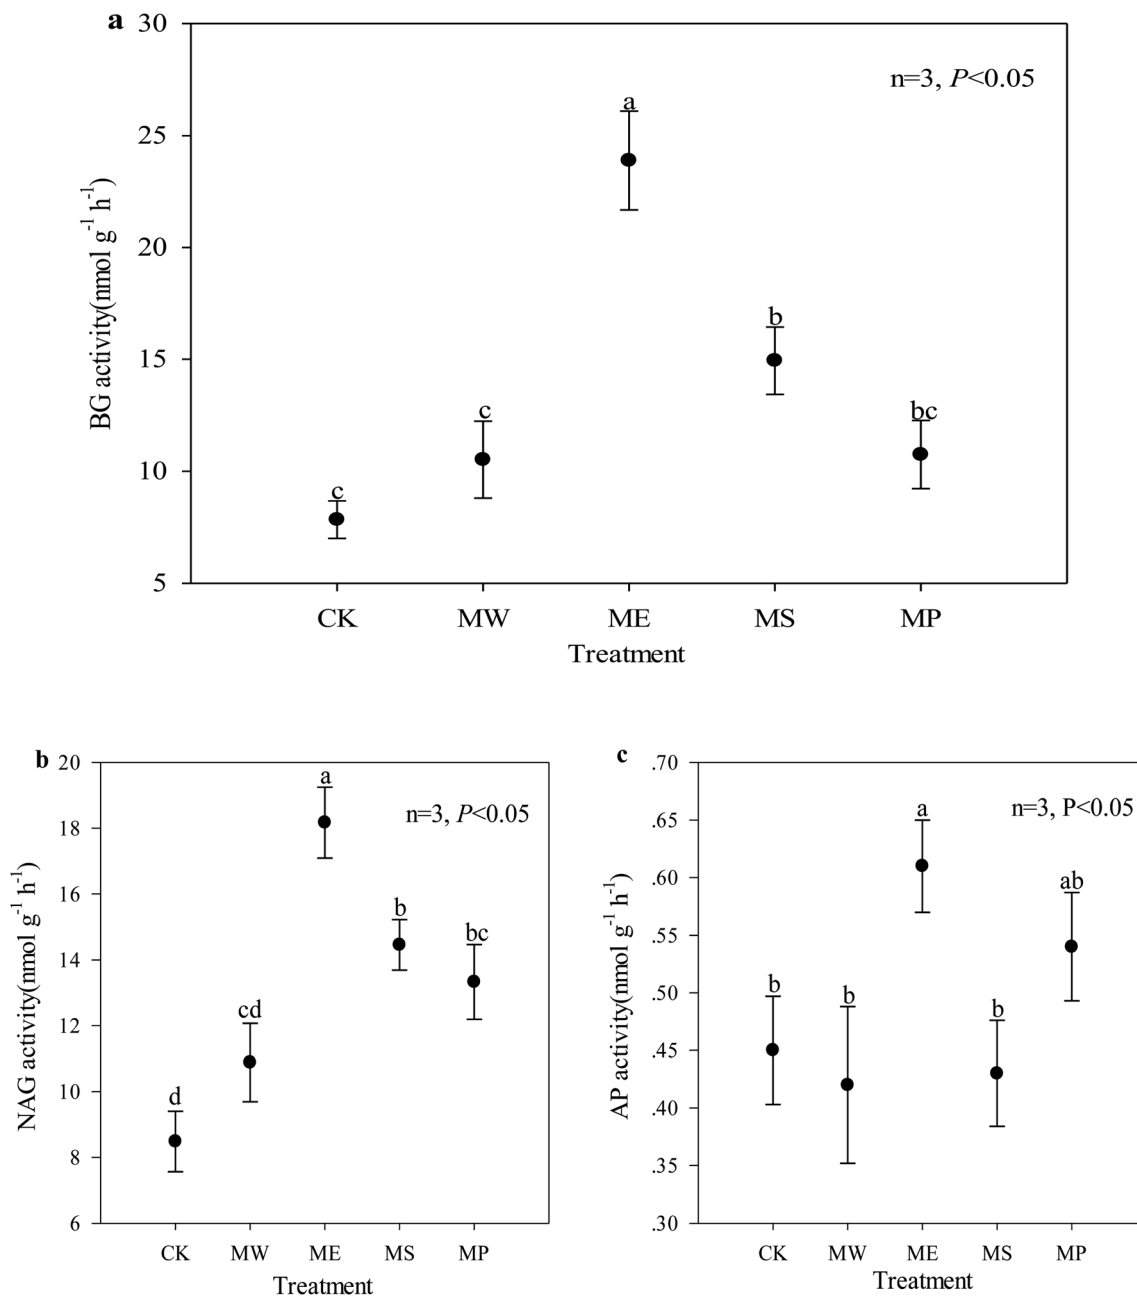 a
30
25
20
15
10
5
BG activity(nmol g⁻¹ h⁻¹)
n=3, P<0.05
c
c
a
b
bc
CK MW ME MS MP
Treatment
b
20
18
16
14
12
10
8
6
NAG activity(nmol g⁻¹ h⁻¹)
n=3, P<0.05
d
cd
a
b
bc
CK MW ME MS MP
Treatment
c
.70
.65
.60
.55
.50
.45
.40
.35
.30
AP activity(nmol g⁻¹ h⁻¹)
n=3, P<0.05
b
b
a
b
ab
CK MW ME MS MP
Treatment